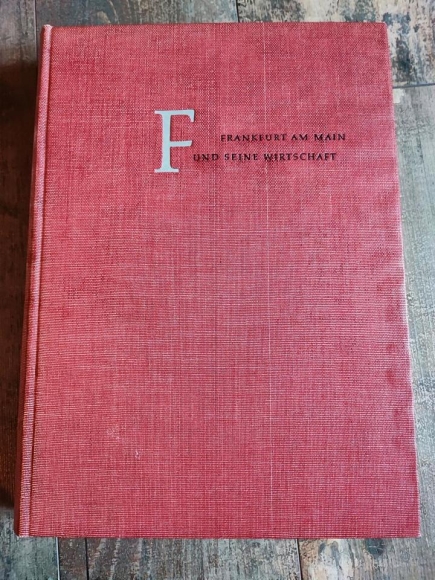 F
FRANKFURT AM MAIN
UND SEINE WIRTSCHAFT